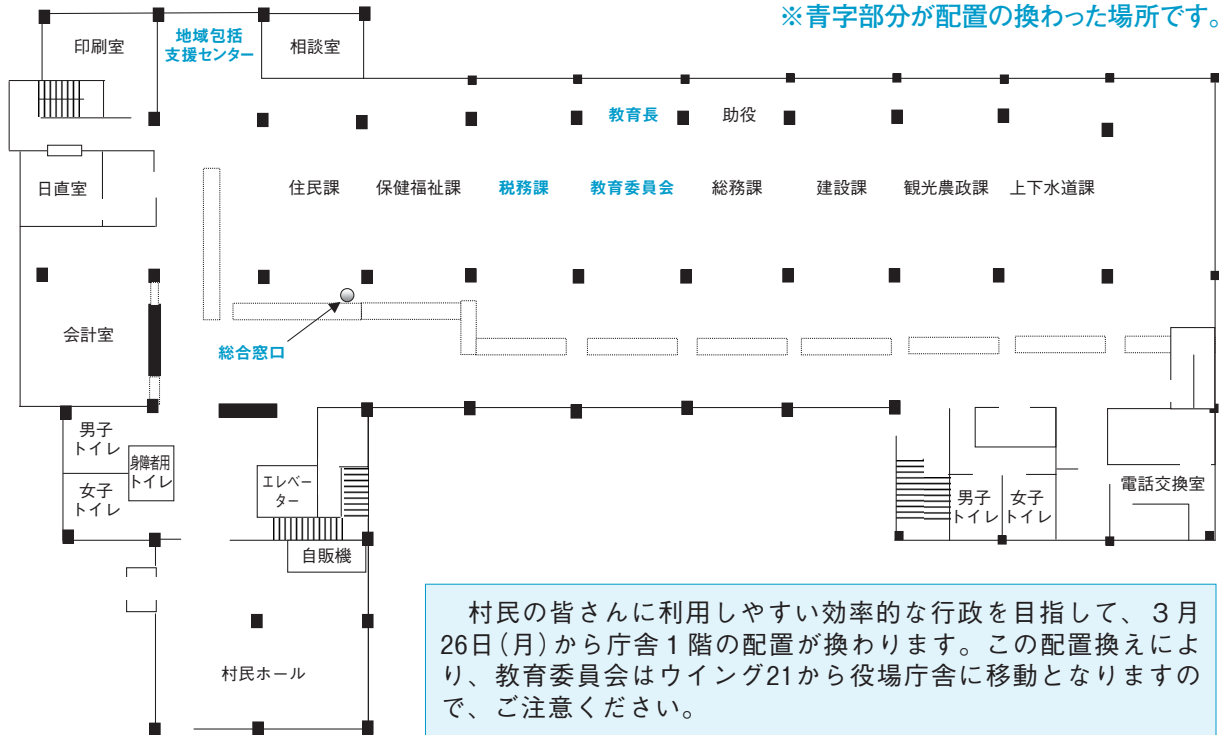 ※青字部分が配置の換わった場所です。
印刷室
地域包括
支援センター
相談室
教育長
助役
日直室
住民課
保健福祉課
税務課
教育委員会
総務課
建設課
観光農政課
上下水道課
会計室
総合窓口
男子
トイレ
身障者用
トイレ
女子
トイレ
エレベー
ター
自販機
男子
トイレ
女子
トイレ
電話交換室
村民ホール
村民の皆さんに利用しやすい効率的な行政を目指して、３月
26日(月)から庁舎１階の配置が換わります。この配置換えによ
り、教育委員会はウイング21から役場庁舎に移動となりますの
で、ご注意ください。